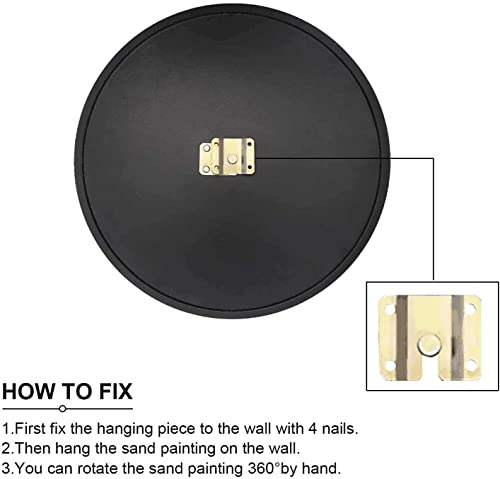 HOW TO FIX
1.First fix the hanging piece to the wall with 4 nails.
2.Then hang the sand painting on the wall.
3.You can rotate the sand painting 360°by hand.